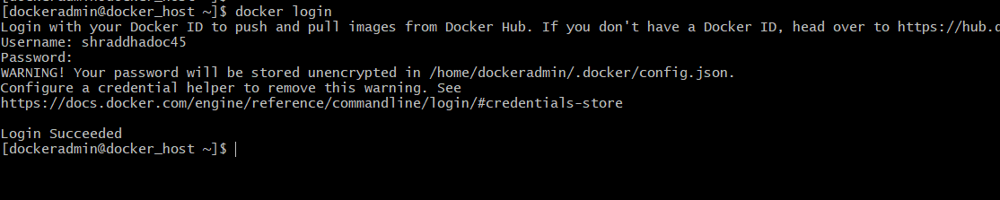 [dockeradmin@docker_host ~]$
[dockeradmin@docker_host ~]$ docker login
Login with your Docker ID to push and pull images from Docker Hub. If you don't have a Docker ID, head over to https://hub.d
Username: shraddhadoc45
Password:
WARNING! Your password will be stored unencrypted in /home/dockeradmin/.docker/config.json.
Configure a credential helper to remove this warning. See
https://docs.docker.com/engine/reference/commandline/login/#credentials-store
Login Succeeded
[dockeradmin@docker_host ~]$